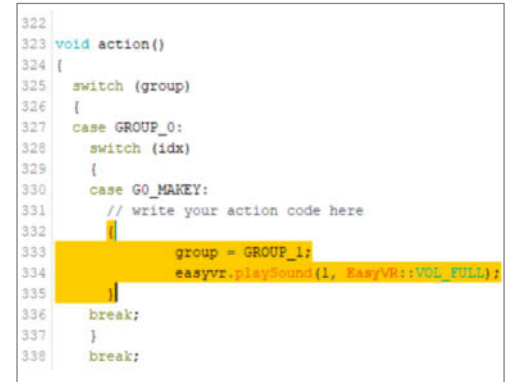 322
323 void action()
324 {
325 switch (group)
326 {
327 case GROUP_0:
328 switch (idx)
329 {
330 case G0_MAKEY:
331 // write your action code here
332 {
333 group = GROUP_1;
334 easyvr.playSound(1, EasyVR::VOL_FULL);
335 }
336 break;
337 }
338 break;